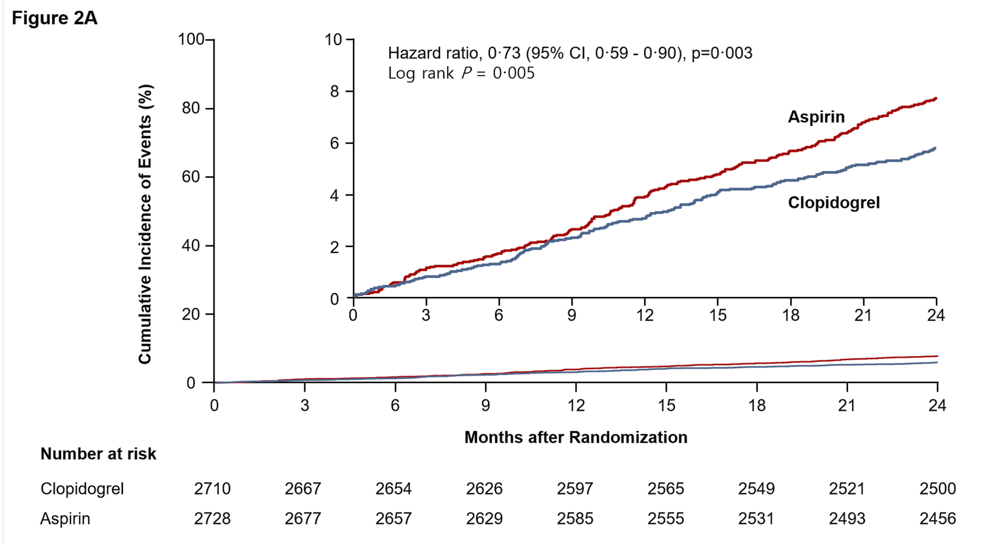 Figure 2A
Cumulative Incidence of Events (%)
100
80
60
40
20
0
10
8
6
4
2
0
Hazard ratio, 0·73 (95% CI, 0·59 - 0·90), p=0·003
Log rank P = 0·005
Aspirin
Clopidogrel
0 3 6 9 12 15 18 21 24
0 3 6 9 12 15 18 21 24
Months after Randomization
Number at risk
Clopidogrel 2710 2667 2654 2626 2597 2565 2549 2521 2500
Aspirin 2728 2677 2657 2629 2585 2555 2531 2493 2456